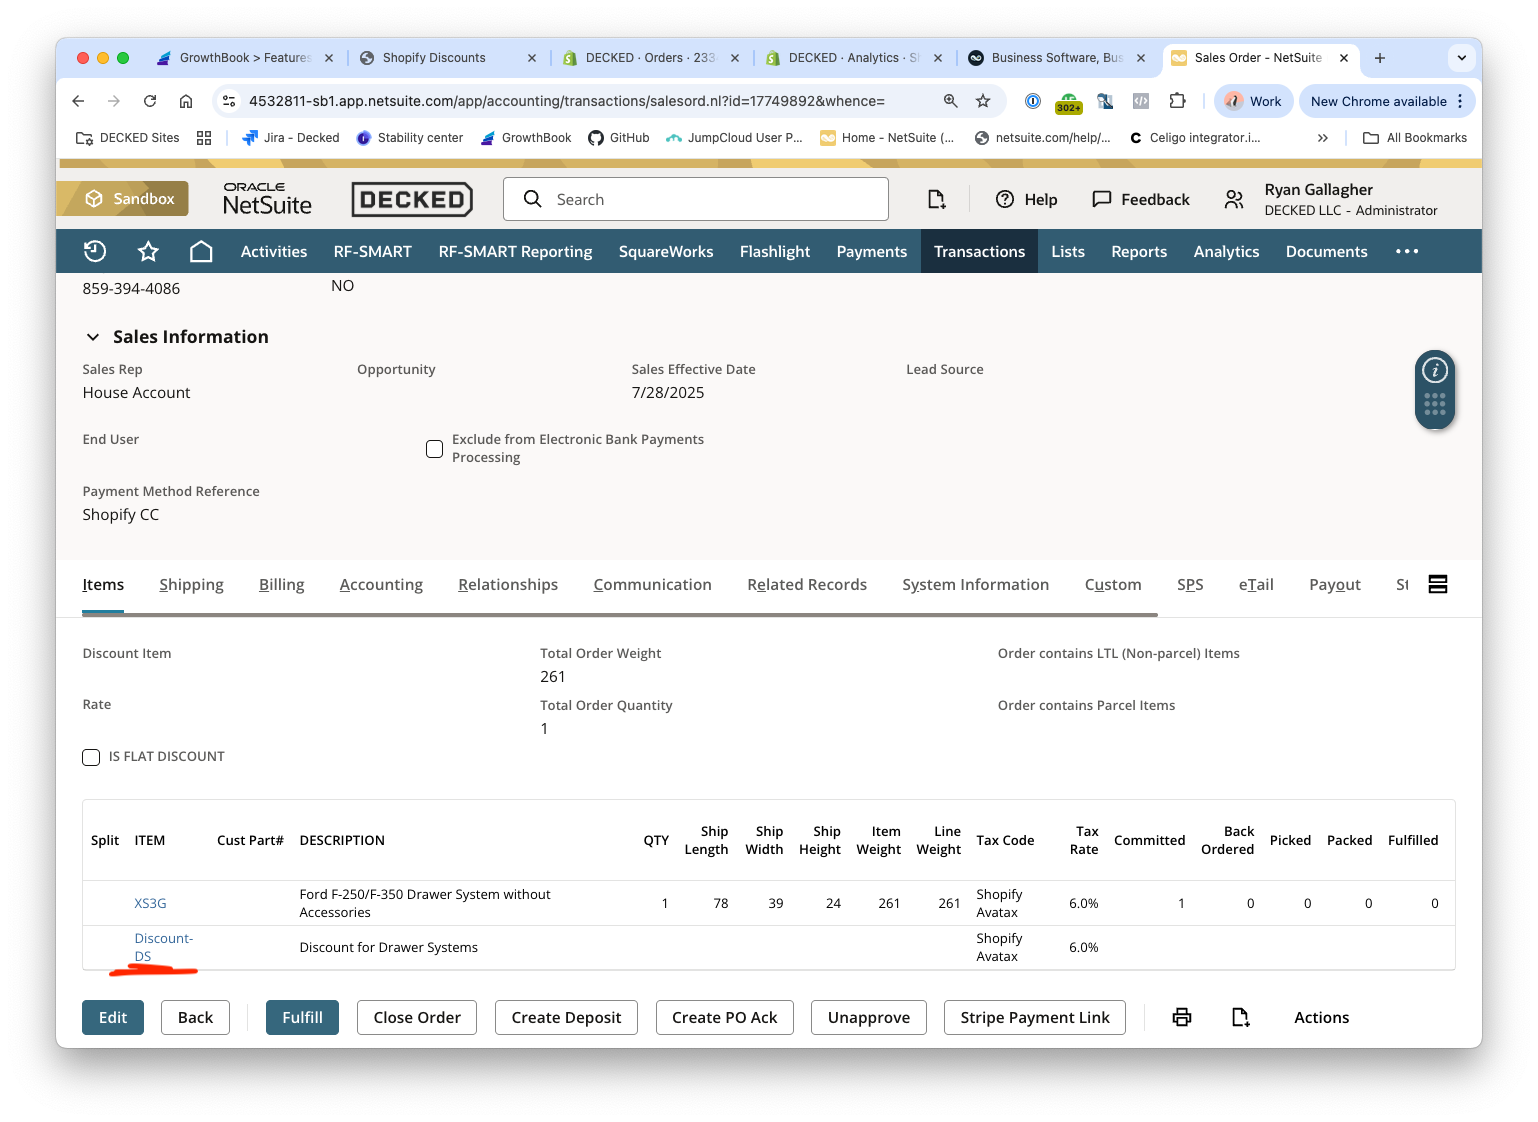 GrowthBook > Features
Shopify Discounts
DECKED · Orders · 233
DECKED · Analytics · S
Business Software, Bus
Sales Order - NetSuite
4532811-sb1.app.netsuite.com/app/accounting/transactions/salesord.nl?id=17749892&whence=
302+
Work
New Chrome available
DECKED Sites
Jira - Decked
Stability center
GrowthBook
GitHub
JumpCloud User P...
Home - NetSuite (...
netsuite.com/help/...
Celigo integrator.i...
All Bookmarks
Sandbox
ORACLE
NetSuite
DECKED
Search
Help
Feedback
Ryan Gallagher
DECKED LLC - Administrator
Activities
RF-SMART
RF-SMART Reporting
SquareWorks
Flashlight
Payments
Transactions
Lists
Reports
Analytics
Documents
859-394-4086
NO
Sales Information
Sales Rep
House Account
Opportunity
Sales Effective Date
7/28/2025
Lead Source
End User
Exclude from Electronic Bank Payments
Processing
Payment Method Reference
Shopify CC
Items
Shipping
Billing
Accounting
Relationships
Communication
Related Records
System Information
Custom
SPS
eTail
Payout
St
Discount Item
Total Order Weight
261
Order contains LTL (Non-parcel) Items
Rate
Total Order Quantity
1
Order contains Parcel Items
IS FLAT DISCOUNT
Split ITEM Cust Part# DESCRIPTION QTY Ship Length Ship Width Ship Height Item Weight Line Weight Tax Code Tax Rate Committed Back Ordered Picked Packed Fulfilled
XS3G Ford F-250/F-350 Drawer System without Accessories 1 78 39 24 261 261 Shopify Avatax 6.0% 1 0 0 0 0
Discount-DS Discount for Drawer Systems Shopify Avatax 6.0%
Edit
Back
Fulfill
Close Order
Create Deposit
Create PO Ack
Unapprove
Stripe Payment Link
Actions